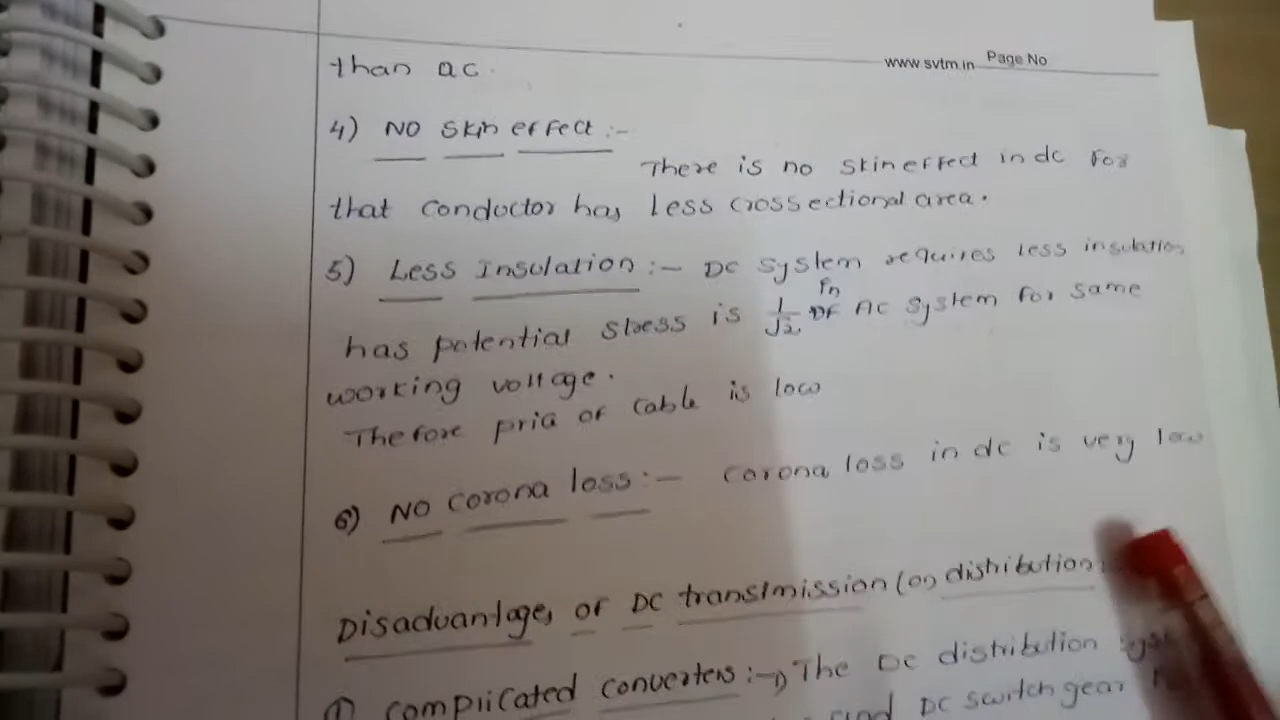 www.svtm.in Page No
than ac.
4) NO skin effect :-
There is no skin effect in dc For
that conductor has less crossectional area.
5) Less Insulation :- DC system requires less insulation
has potential stress is 1/√2 in AC system for same
working voltage.
Therefore price of cable is low
6) NO corona loss :- corona loss in dc is very low
Disadvantages of DC transtmission (or) distribution
1) complicated converters :-) The DC distribution
and DC switch gear